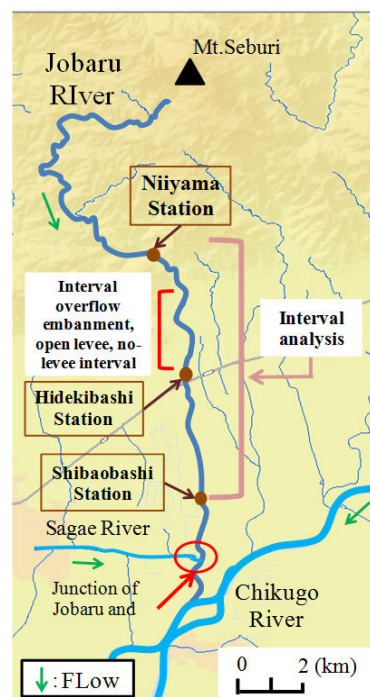 Mt.Seburi
Jobaru
RIver
Niiyama
Station
Interval
overflow
embanment,
open levee, no-
levee interval
Interval
analysis
Hidekibashi
Station
Shibaobashi
Station
Sagae River
Junction of
Jobaru and
Chikugo
River
: FLow
0 2 (km)